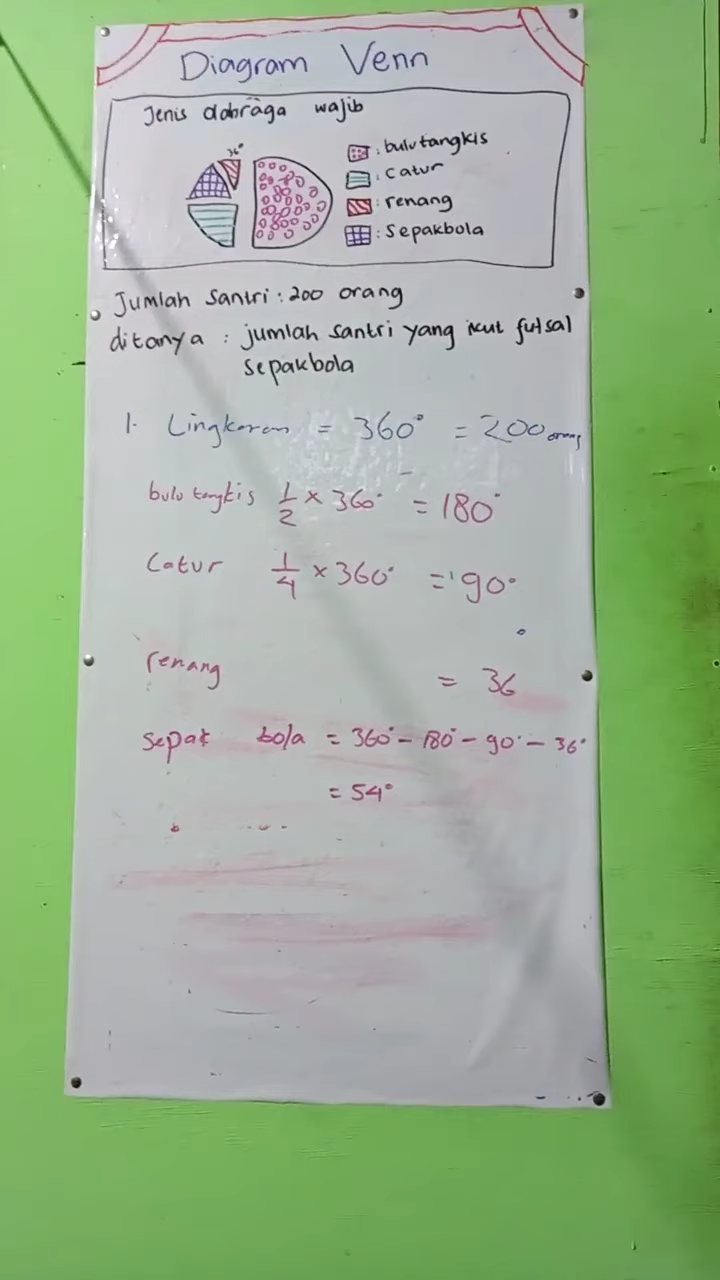 Diagram Venn
Jenis olahraga wajib
36°
: bulutangkis
: catur
: renang
: sepakbola
Jumlah Santri : 200 orang
ditanya : jumlah santri yang ikut futsal
sepakbola
1. Lingkaran = 360° = 200 orang
bulu tangkis 1/2 × 360° = 180°
Catur 1/4 × 360° = 90°
renang = 36
sepak bola = 360° - 180° - 90° - 36°
= 54°